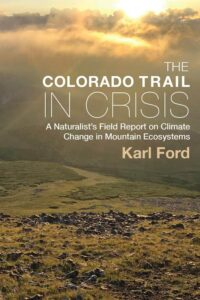 THE
COLORADO TRAIL
IN CRISIS
A Naturalist's Field Report on Climate
Change in Mountain Ecosystems
Karl Ford